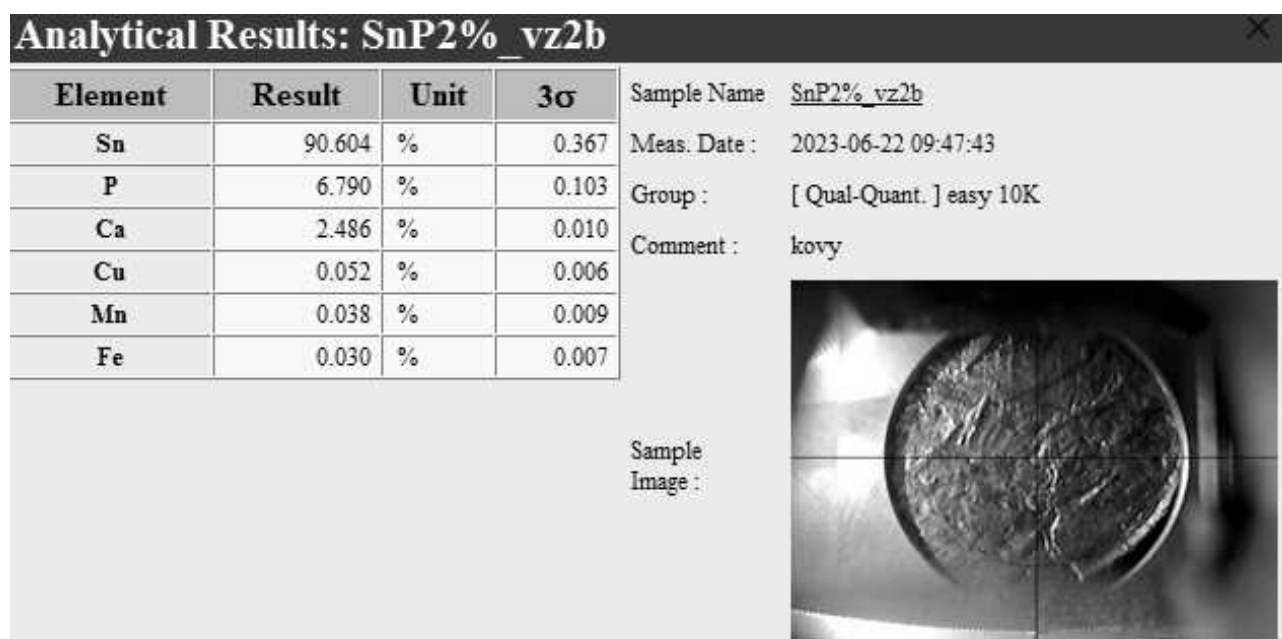 Analytical Results: SnP2%_vz2b
Element Result Unit 3σ
Sn 90.604 % 0.367
P 6.790 % 0.103
Ca 2.486 % 0.010
Cu 0.052 % 0.006
Mn 0.038 % 0.009
Fe 0.030 % 0.007
Sample Name SnP2%_vz2b
Meas. Date : 2023-06-22 09:47:43
Group : [ Qual-Quant. ] easy 10K
Comment : kovy
Sample
Image :